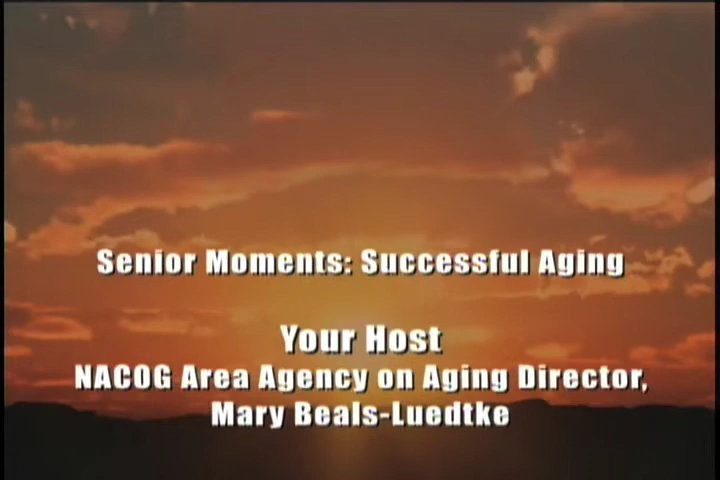 Senior Moments: Successful Aging
Your Host
NACOG Area Agency on Aging Director,
Mary Beals-Luedtke